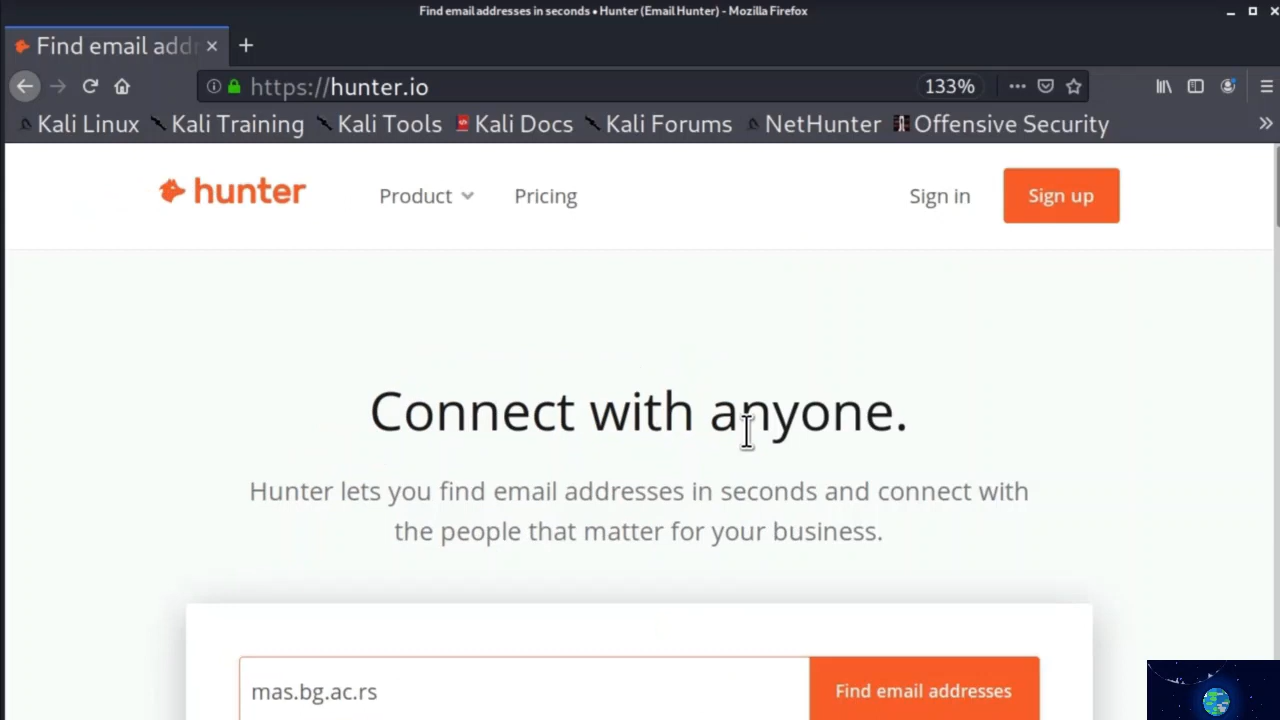 Find email addresses in seconds • Hunter (Email Hunter) - Mozilla Firefox
Find email addr
https://hunter.io
133%
Kali Linux Kali Training Kali Tools Kali Docs Kali Forums NetHunter Offensive Security
hunter Product Pricing Sign in Sign up
Connect with anyone.
Hunter lets you find email addresses in seconds and connect with
the people that matter for your business.
mas.bg.ac.rs Find email addresses